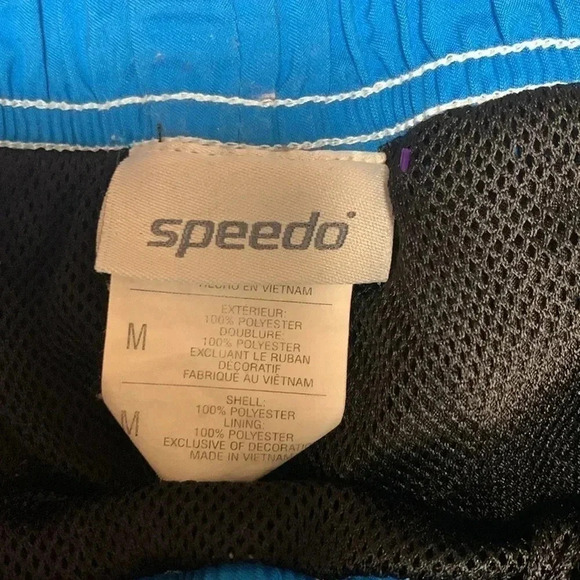 speedo
HECHO EN VIETNAM
EXTERIEUR:
100% POLYESTER
DOUBLURE:
M
100% POLYESTER
EXCLUANT LE RUBAN
DECORATIF
FABRIQUÉ AU VIETNAM
SHELL:
100% POLYESTER
M
LINING:
100% POLYESTER
EXCLUSIVE OF DECORATI
MADE IN VIETNAM